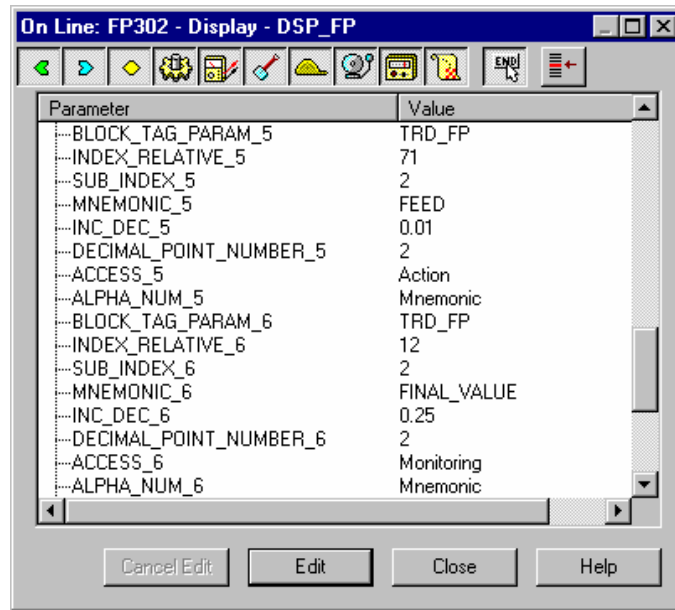 On Line: FP302 - Display - DSP_FP
END
Parameter Value
BLOCK_TAG_PARAM_5 TRD_FP
INDEX_RELATIVE_5 71
SUB_INDEX_5 2
MNEMONIC_5 FEED
INC_DEC_5 0.01
DECIMAL_POINT_NUMBER_5 2
ACCESS_5 Action
ALPHA_NUM_5 Mnemonic
BLOCK_TAG_PARAM_6 TRD_FP
INDEX_RELATIVE_6 12
SUB_INDEX_6 2
MNEMONIC_6 FINAL_VALUE
INC_DEC_6 0.25
DECIMAL_POINT_NUMBER_6 2
ACCESS_6 Monitoring
ALPHA_NUM_6 Mnemonic
Cancel Edit Edit Close Help